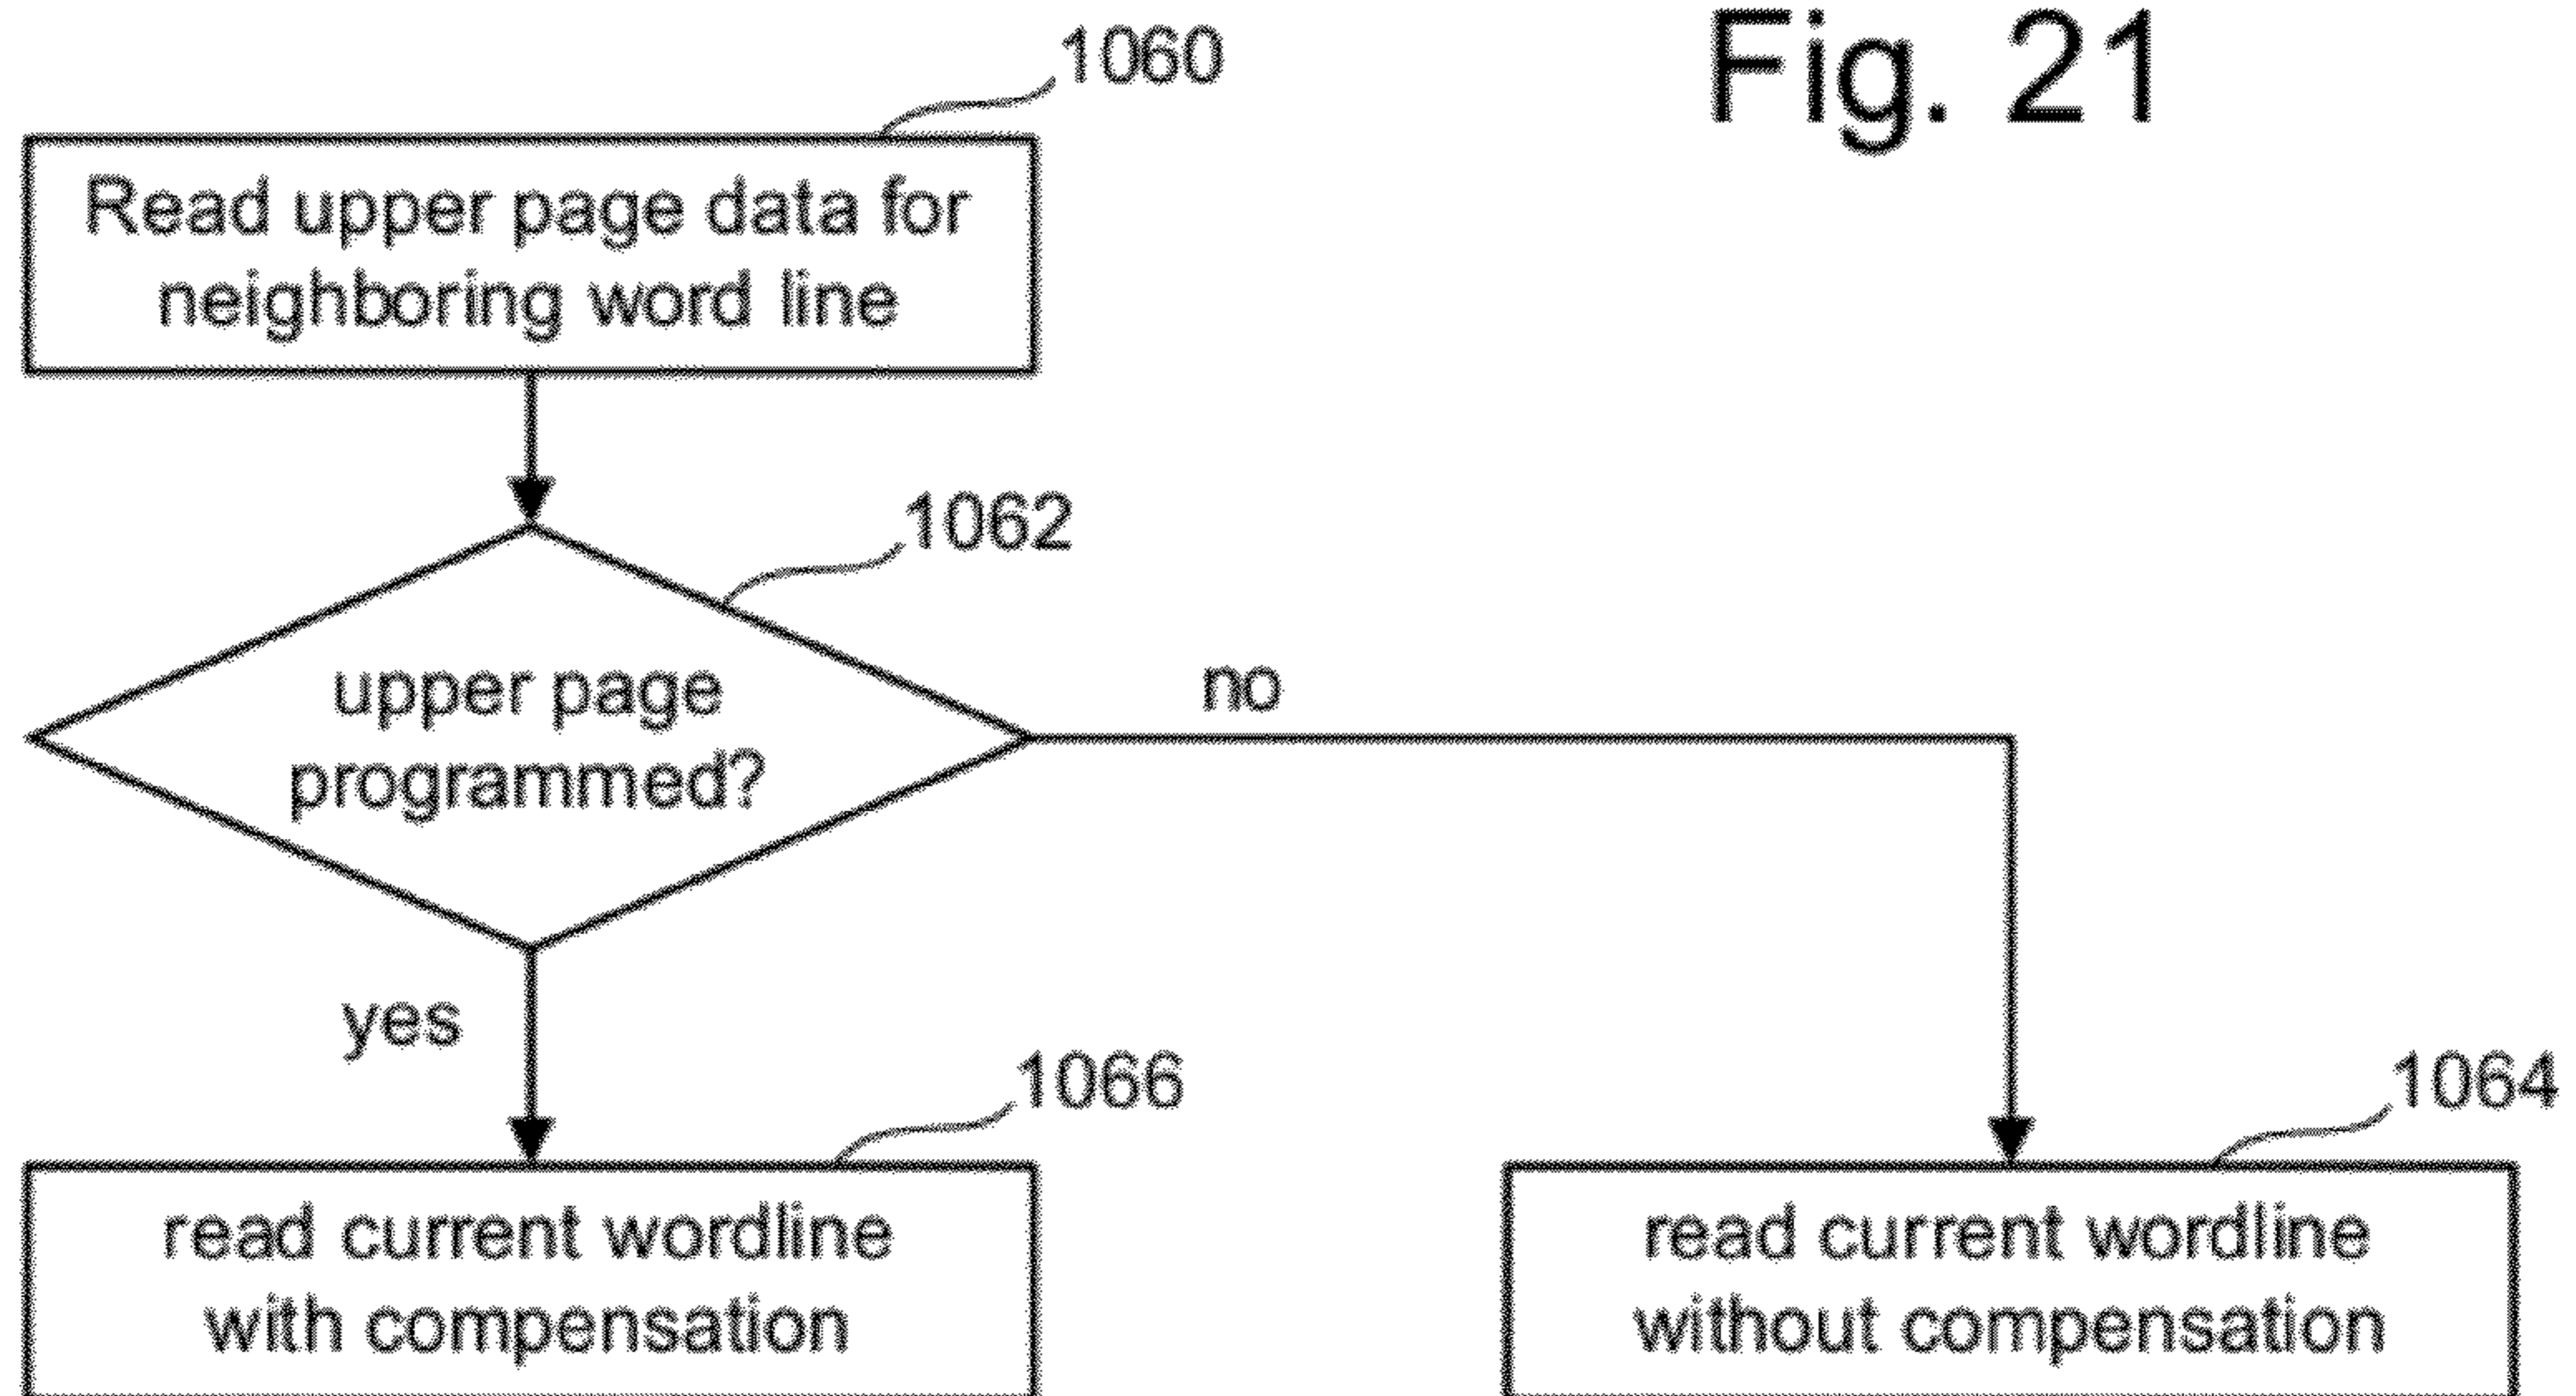 Fig. 21
1060
Read upper page data for
neighboring word line
1062
upper page
programmed?
no
yes
1066
read current wordline
with compensation
1064
read current wordline
without compensation